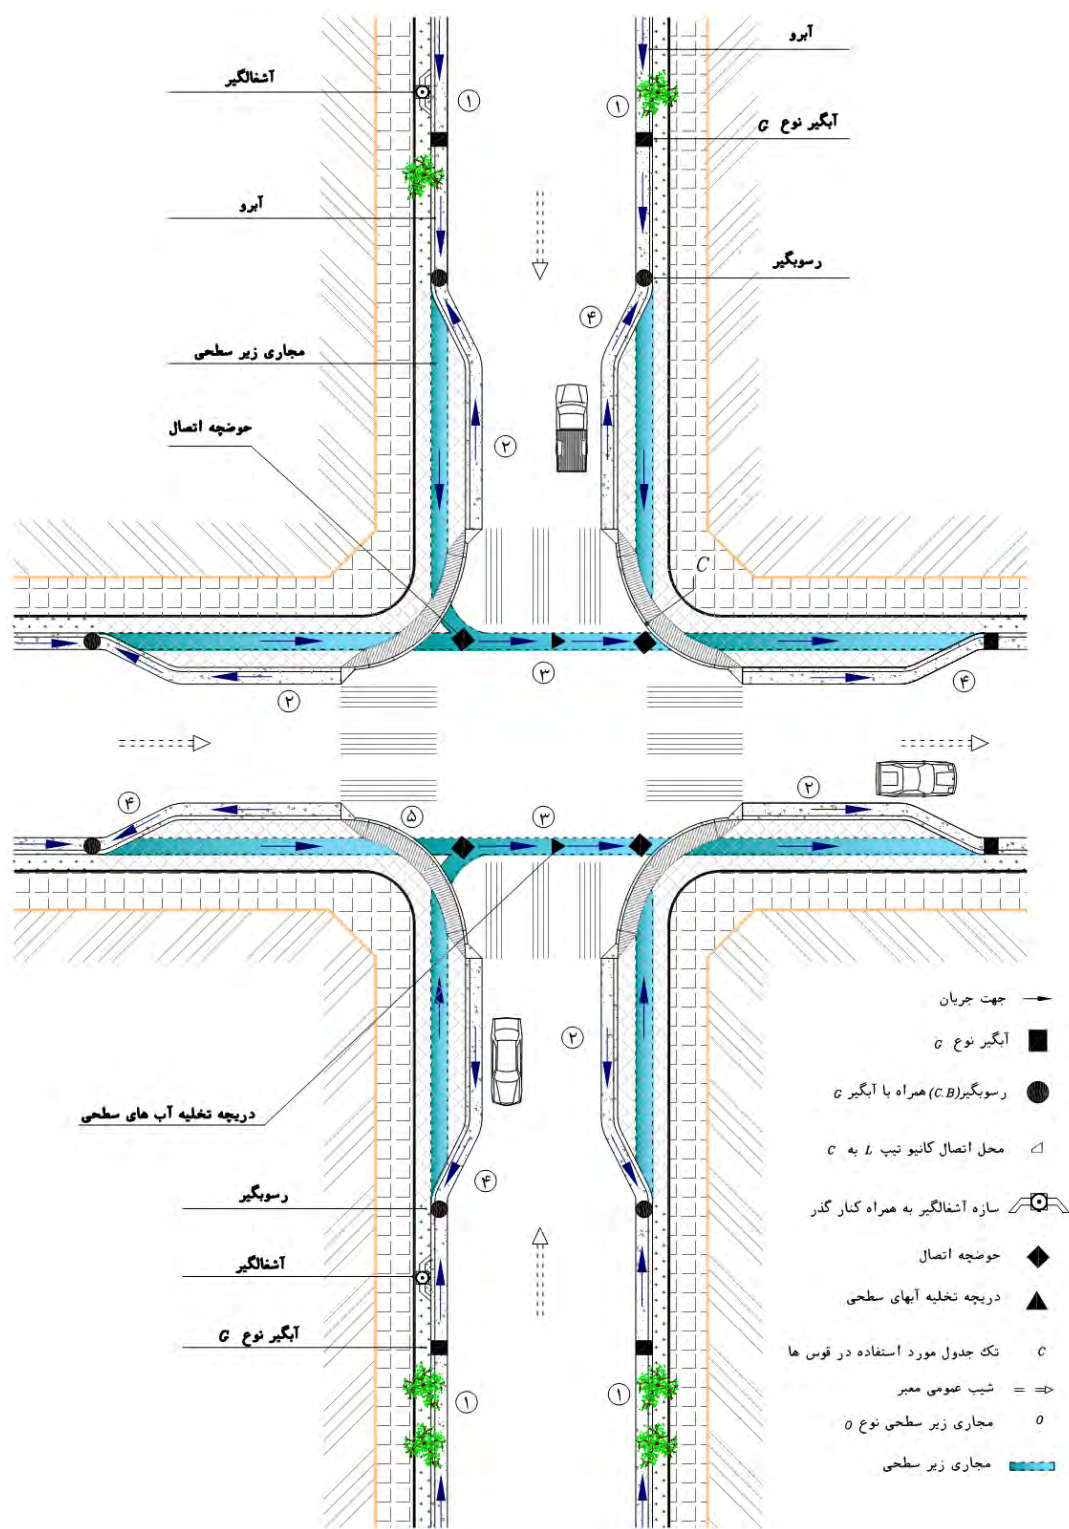 آبرو
آشغالگیر
۱
۱
آبگیر نوع G
آبرو
رسوبگیر
۴
مجاری زیر سطحی
حوضچه اتصال
۲
C
۳
۲
۴
۴
۵
۳
۲
جهت جریان
آبگیر نوع G
۲
رسوبگیر(C.B) همراه با آبگیر G
دریچه تخلیه آب های سطحی
محل اتصال کانیو تیپ L به C
۴
رسوبگیر
سازه آشغالگیر به همراه کنار گذر
آشغالگیر
حوضچه اتصال
دریچه تخلیه آبهای سطحی
آبگیر نوع G
تک جدول مورد استفاده در قوس ها C
شیب عمومی معبر
۱
۱
مجاری زیر سطحی نوع O O
مجاری زیر سطحی